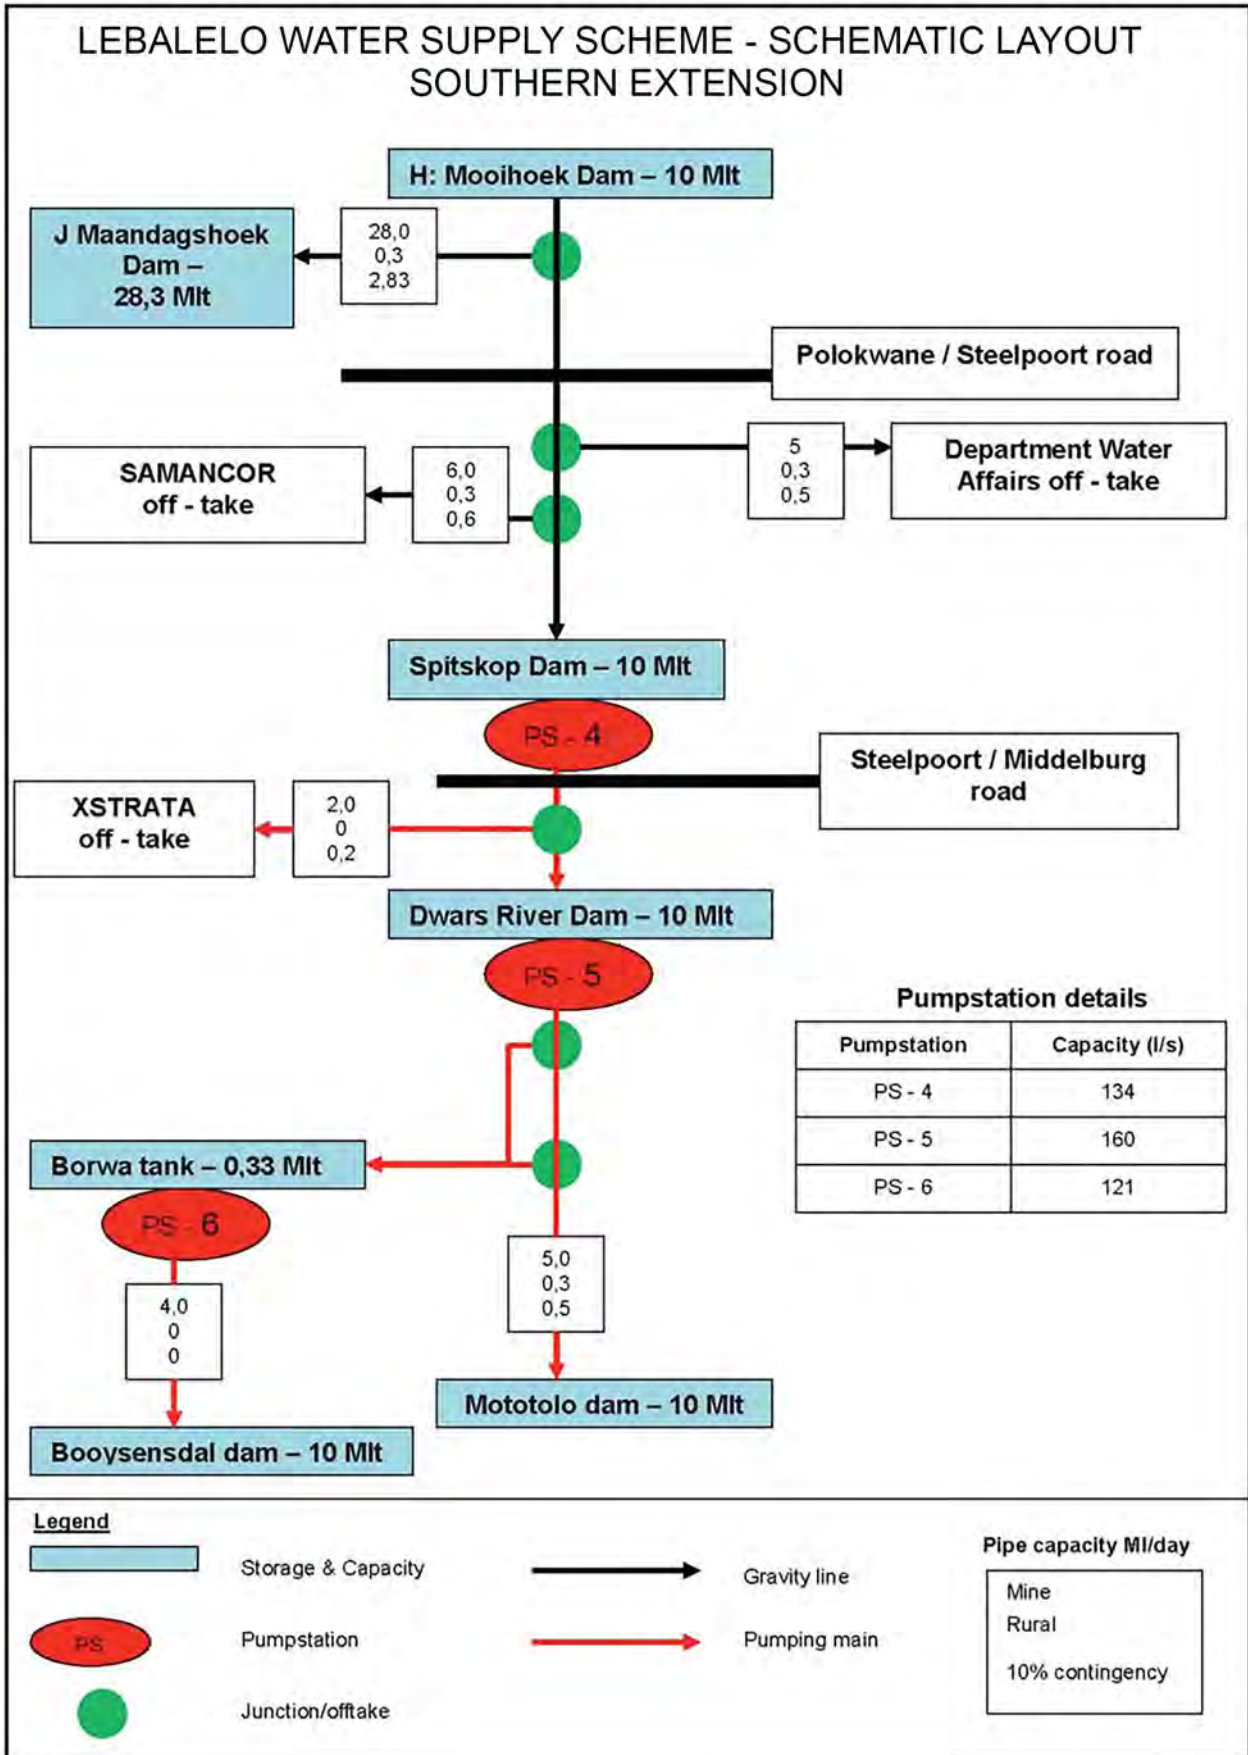 LEBALELO WATER SUPPLY SCHEME - SCHEMATIC LAYOUT
SOUTHERN EXTENSION
H: Mooihoek Dam – 10 Mlt
J Maandagshoek
Dam –
28,3 Mlt
28,0
0,3
2,83
Polokwane / Steelpoort road
SAMANCOR
off - take
6,0
0,3
0,6
5
0,3
0,5
Department Water
Affairs off - take
Spitskop Dam – 10 Mlt
PS - 4
Steelpoort / Middelburg
road
XSTRATA
off - take
2,0
0
0,2
Dwars River Dam – 10 Mlt
PS - 5
Pumpstation details
Pumpstation Capacity (l/s)
PS - 4 134
PS - 5 160
PS - 6 121
Borwa tank – 0,33 Mlt
PS - 6
4,0
0
0
5,0
0,3
0,5
Mototolo dam – 10 Mlt
Booysensdal dam – 10 Mlt
Legend
Storage & Capacity
Gravity line
PS
Pumpstation
Pumping main
Junction/offtake
Pipe capacity Ml/day
Mine
Rural
10% contingency